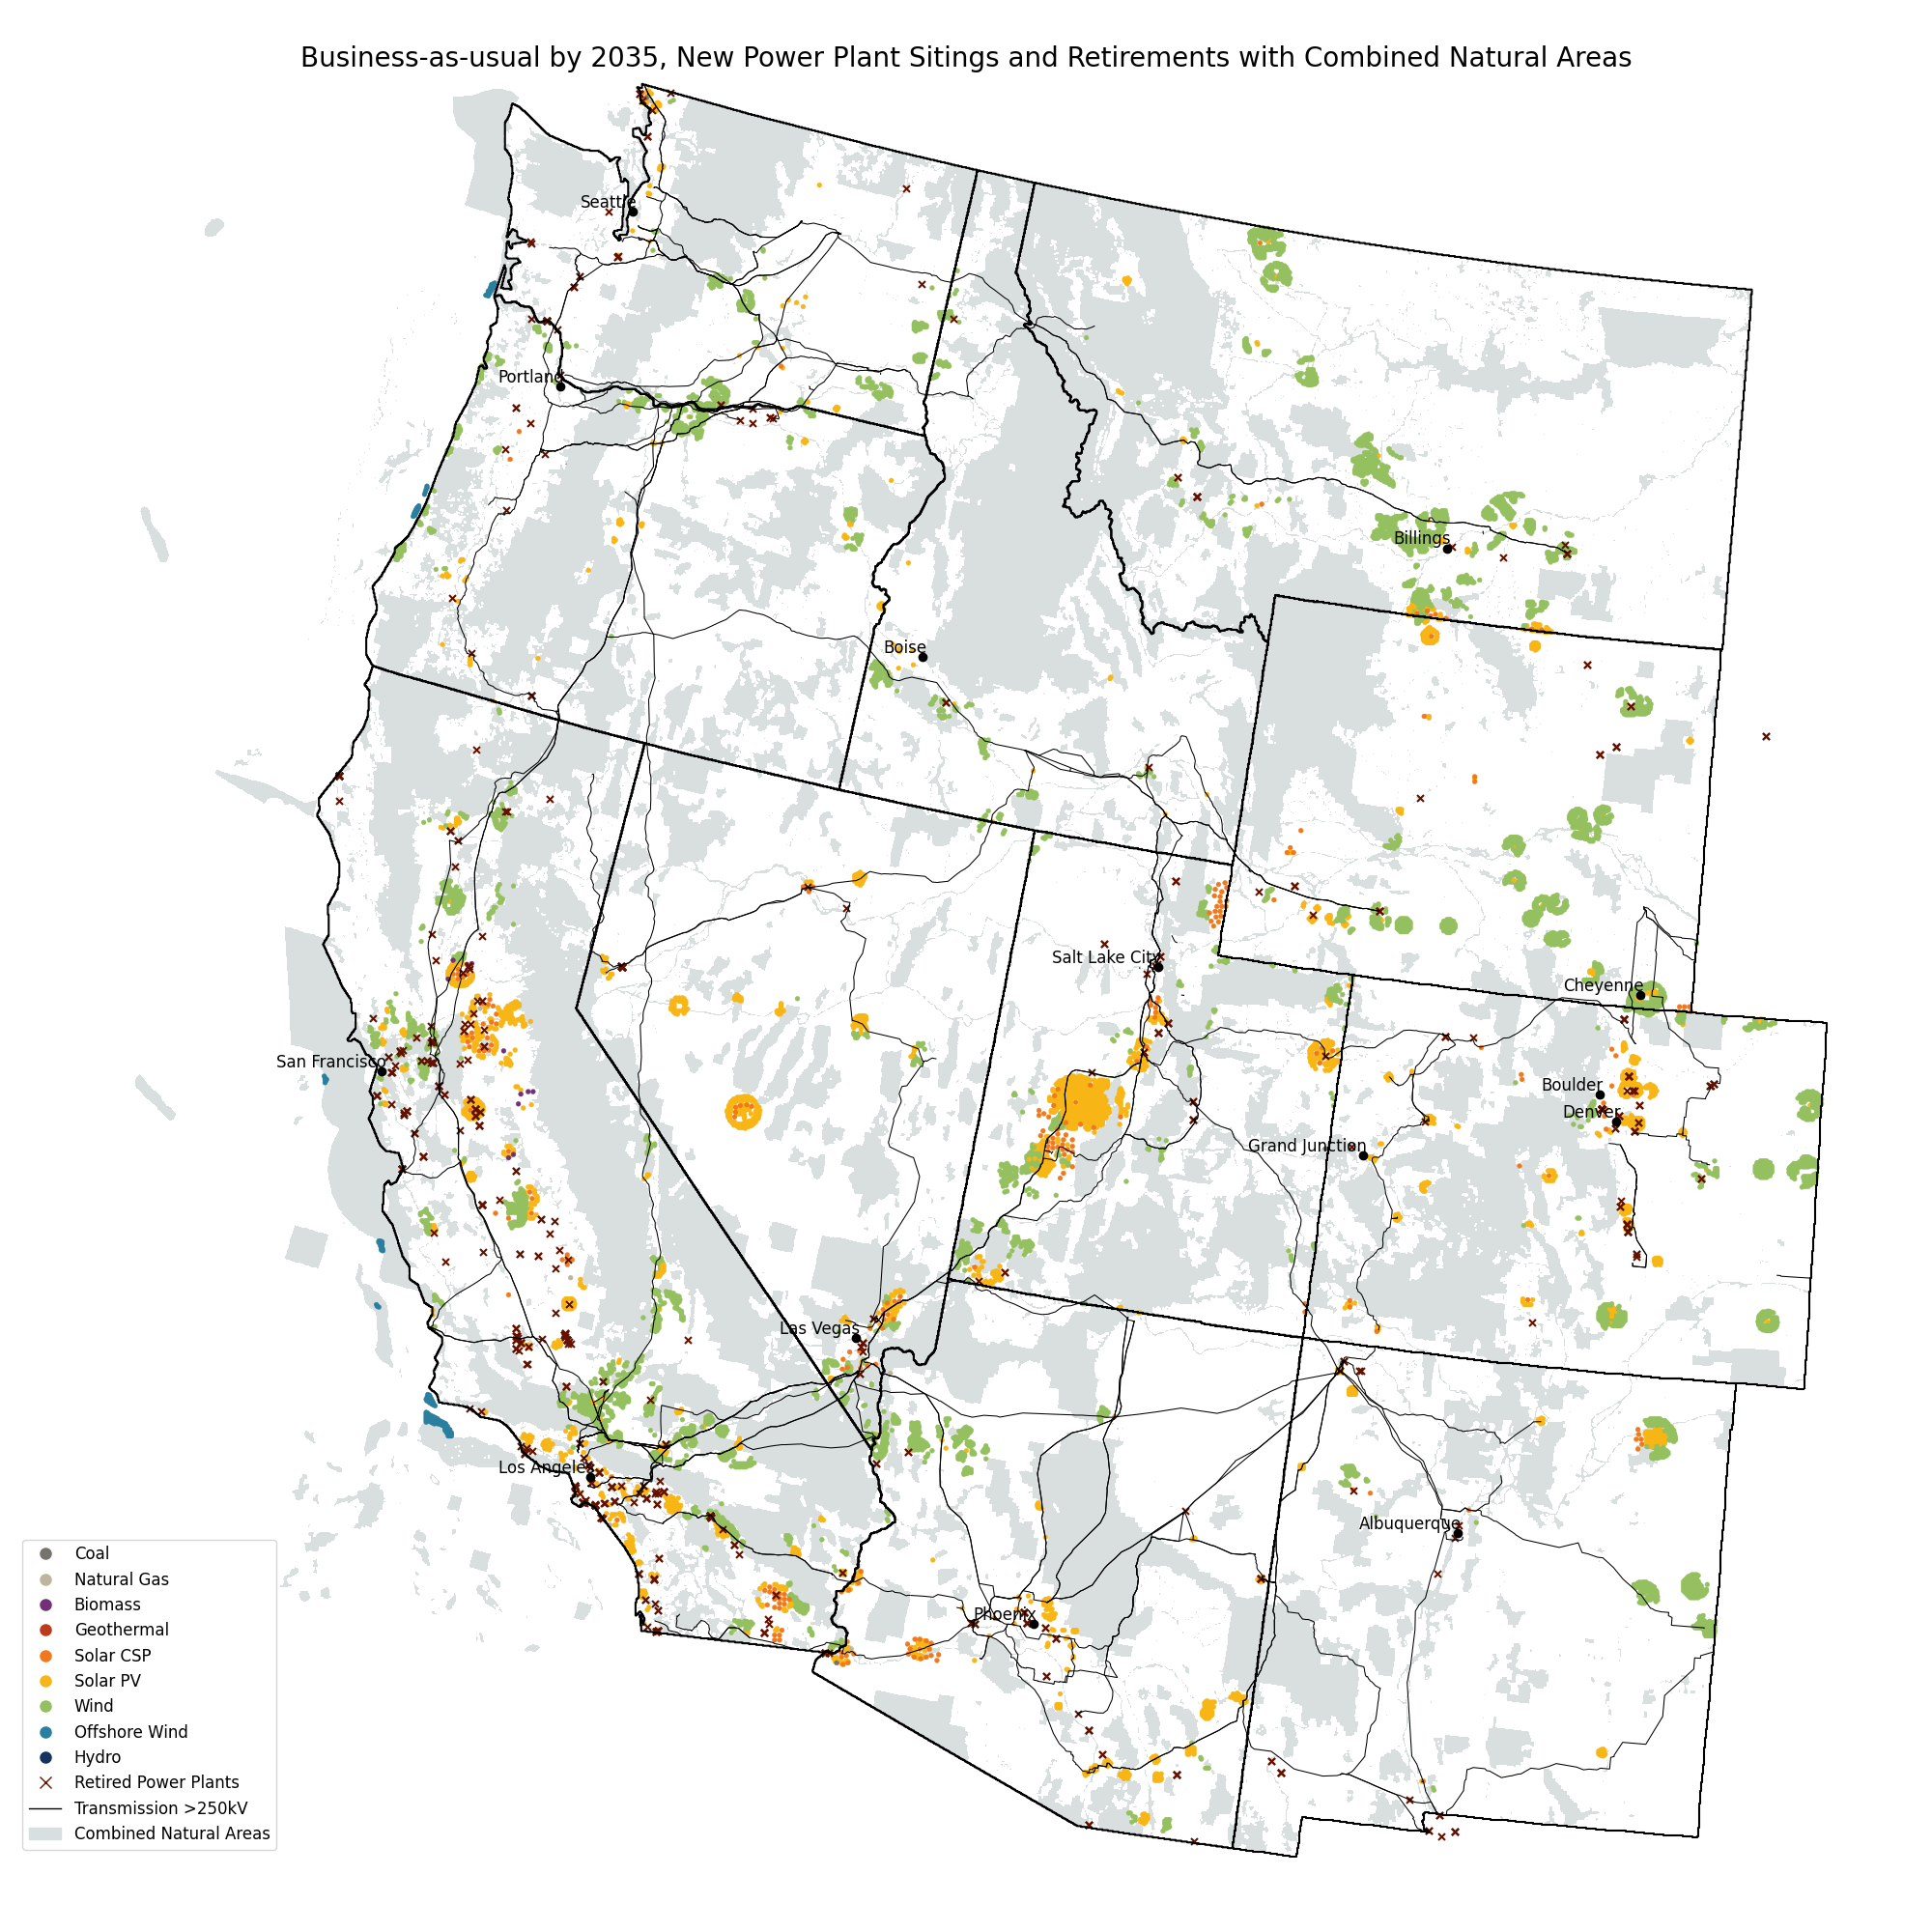 Business-as-usual by 2035, New Power Plant Sitings and Retirements with Combined Natural Areas
Seattle
Portland
Billings
Boise
Salt Lake City
Cheyenne
San Francisco
Boulder
Denver
Grand Junction
Las Vegas
Los Angeles
Albuquerque
Phoenix
Coal
Natural Gas
Biomass
Geothermal
Solar CSP
Solar PV
Wind
Offshore Wind
Hydro
Retired Power Plants
Transmission >250kV
Combined Natural Areas